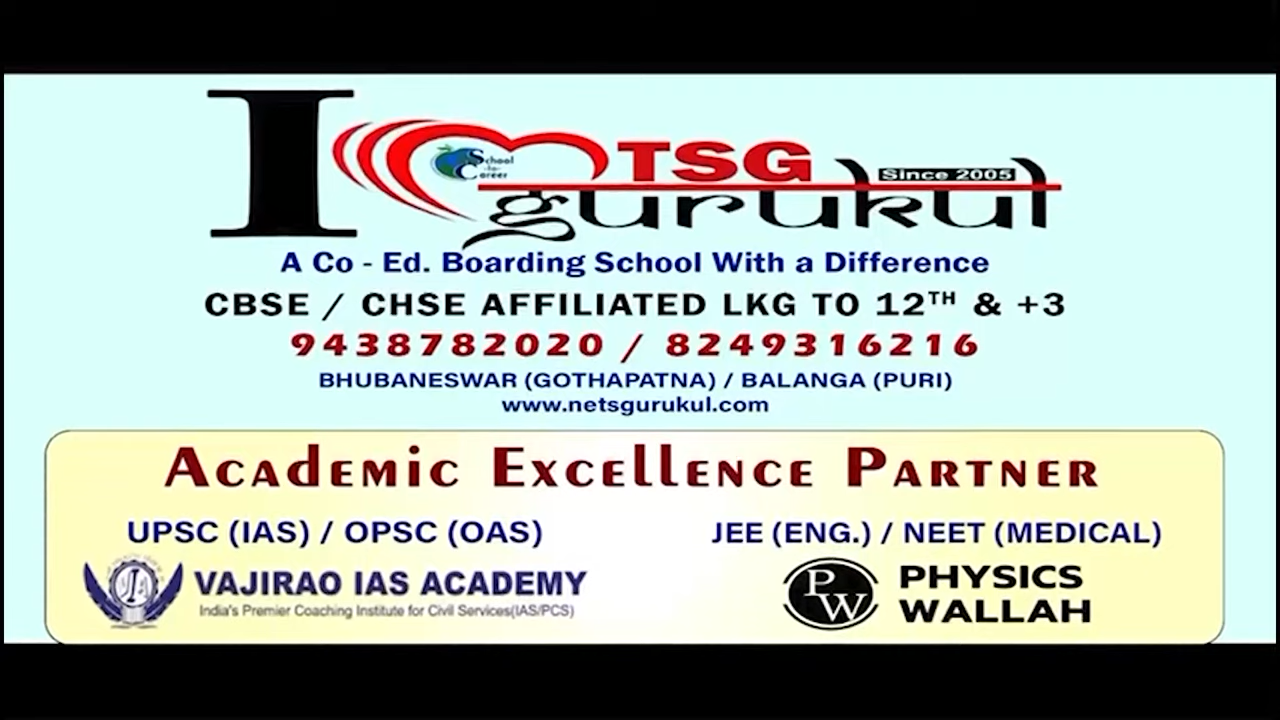 I TSG
School
-to-
Career
Since 2005
gurukul
A Co - Ed. Boarding School With a Difference
CBSE / CHSE AFFILIATED LKG TO 12TH & +3
9438782020 / 8249316216
BHUBANESWAR (GOTHAPATNA) / BALANGA (PURI)
www.netsgurukul.com
ACADEMIC EXCELLENCE PARTNER
UPSC (IAS) / OPSC (OAS)
JEE (ENG.) / NEET (MEDICAL)
VAJIRAO IAS ACADEMY
India's Premier Coaching Institute for Civil Services(IAS/PCS)
PW
PHYSICS
WALLAH